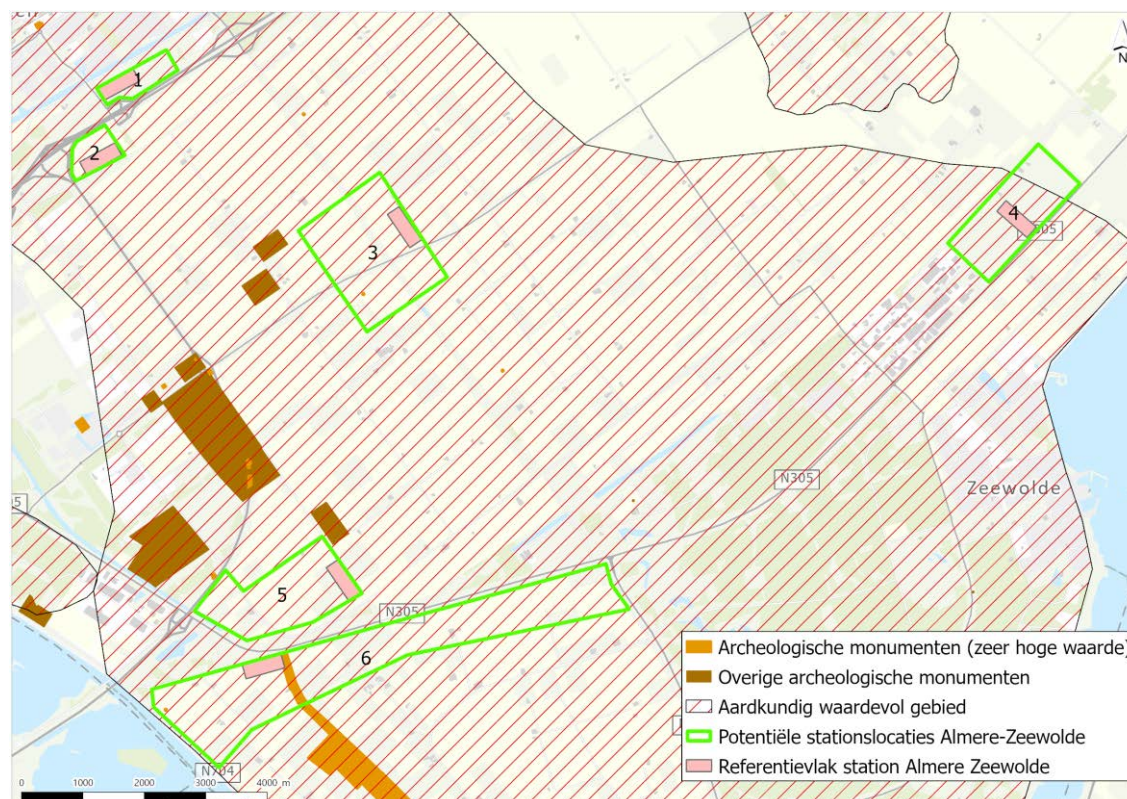 N
1
2
3
4
5
6
N305
Zeewolde
N305
N704
Archeologische monumenten (zeer hoge waarde)
Overige archeologische monumenten
Aardkundig waardevol gebied
Potentiële stationslocaties Almere-Zeewolde
Referentievlak station Almere Zeewolde
0 1000 2000 3000 4000 m